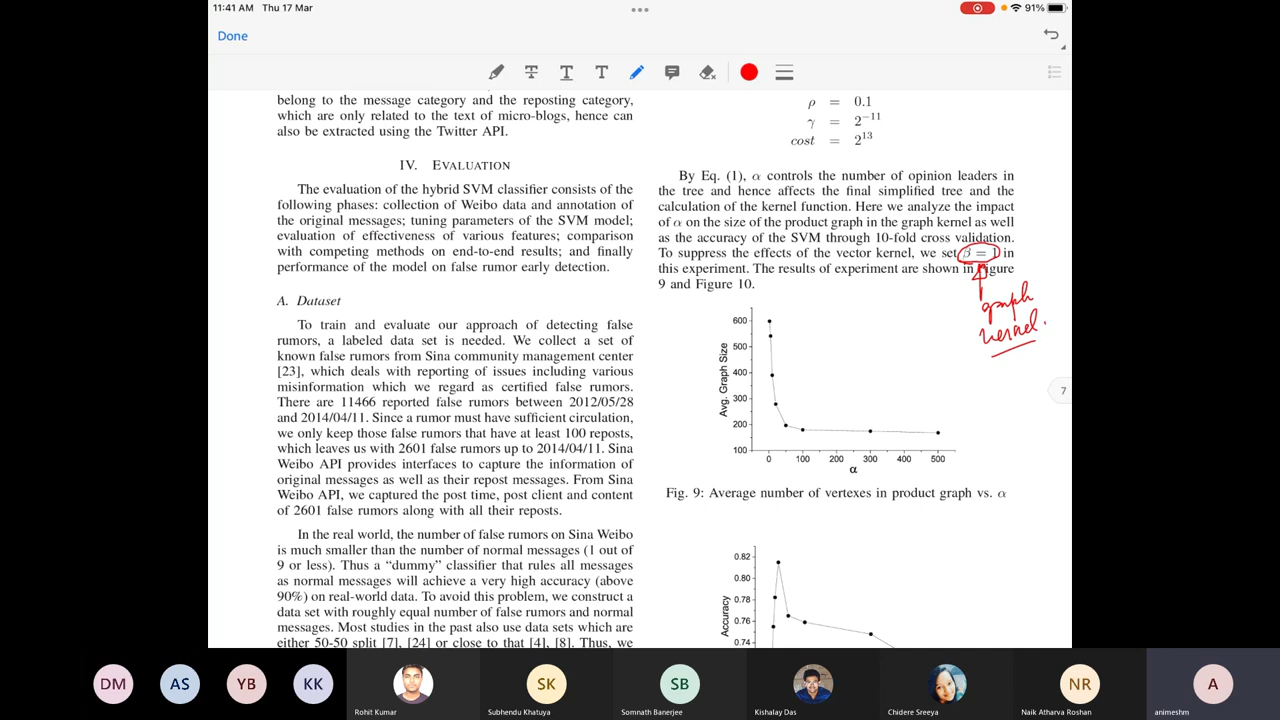 11:41 AM Thu 17 Mar
91%
Done
belong to the message category and the reposting category,
which are only related to the text of micro-blogs, hence can
also be extracted using the Twitter API.
IV. EVALUATION
The evaluation of the hybrid SVM classifier consists of the
following phases: collection of Weibo data and annotation of
the original messages; tuning parameters of the SVM model;
evaluation of effectiveness of various features; comparison
with competing methods on end-to-end results; and finally
performance of the model on false rumor early detection.
A. Dataset
To train and evaluate our approach of detecting false
rumors, a labeled data set is needed. We collect a set of
known false rumors from Sina community management center
[23], which deals with reporting of issues including various
misinformation which we regard as certified false rumors.
There are 11466 reported false rumors between 2012/05/28
and 2014/04/11. Since a rumor must have sufficient circulation,
we only keep those false rumors that have at least 100 reposts,
which leaves us with 2601 false rumors up to 2014/04/11. Sina
Weibo API provides interfaces to capture the information of
original messages as well as their repost messages. From Sina
Weibo API, we captured the post time, post client and content
of 2601 false rumors along with all their reposts.
In the real world, the number of false rumors on Sina Weibo
is much smaller than the number of normal messages (1 out of
9 or less). Thus a “dummy” classifier that rules all messages
as normal messages will achieve a very high accuracy (above
90%) on real-world data. To avoid this problem, we construct a
data set with roughly equal number of false rumors and normal
messages. Most studies in the past also use data sets which are
either 50-50 split [7], [24] or close to that [4], [8]. Thus, we
ρ = 0.1
γ = 2⁻¹¹
cost = 2¹³
By Eq. (1), α controls the number of opinion leaders in
the tree and hence affects the final simplified tree and the
calculation of the kernel function. Here we analyze the impact
of α on the size of the product graph in the graph kernel as well
as the accuracy of the SVM through 10-fold cross validation.
To suppress the effects of the vector kernel, we set β = 1 in
this experiment. The results of experiment are shown in Figure
9 and Figure 10.
graph
kernel.
600
500
400
300
200
100
Avg. Graph Size
0 100 200 300 400 500
α
Fig. 9: Average number of vertexes in product graph vs. α
0.82
0.80
0.78
0.76
0.74
Accuracy
7
DM AS YB KK SK SB NR A
Rohit Kumar Subhendu Khatuya Somnath Banerjee Kishalay Das Chidere Sreeya Naik Atharva Roshan animeshm